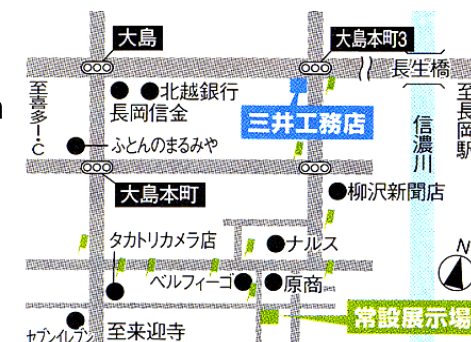 大島
大島本町3
長生橋
北越銀行
長岡信金
至喜多I・C
三井工務店
信濃川
至長岡駅
ふとんのまるみや
大島本町
柳沢新聞店
タカトリカメラ店
ナルス
N
ベルフィーゴ
原商
常設展示場
セブンイレブン
至来迎寺